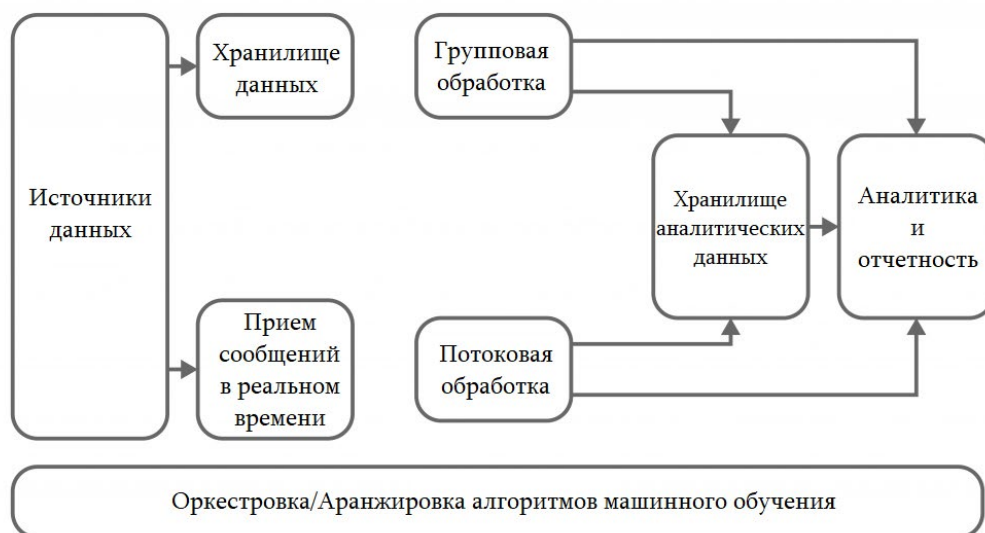 Источники
данных
Хранилище
данных
Прием
сообщений
в реальном
времени
Групповая
обработка
Потоковая
обработка
Хранилище
аналитических
данных
Аналитика
и
отчетность
Оркестровка/Аранжировка алгоритмов машинного обучения